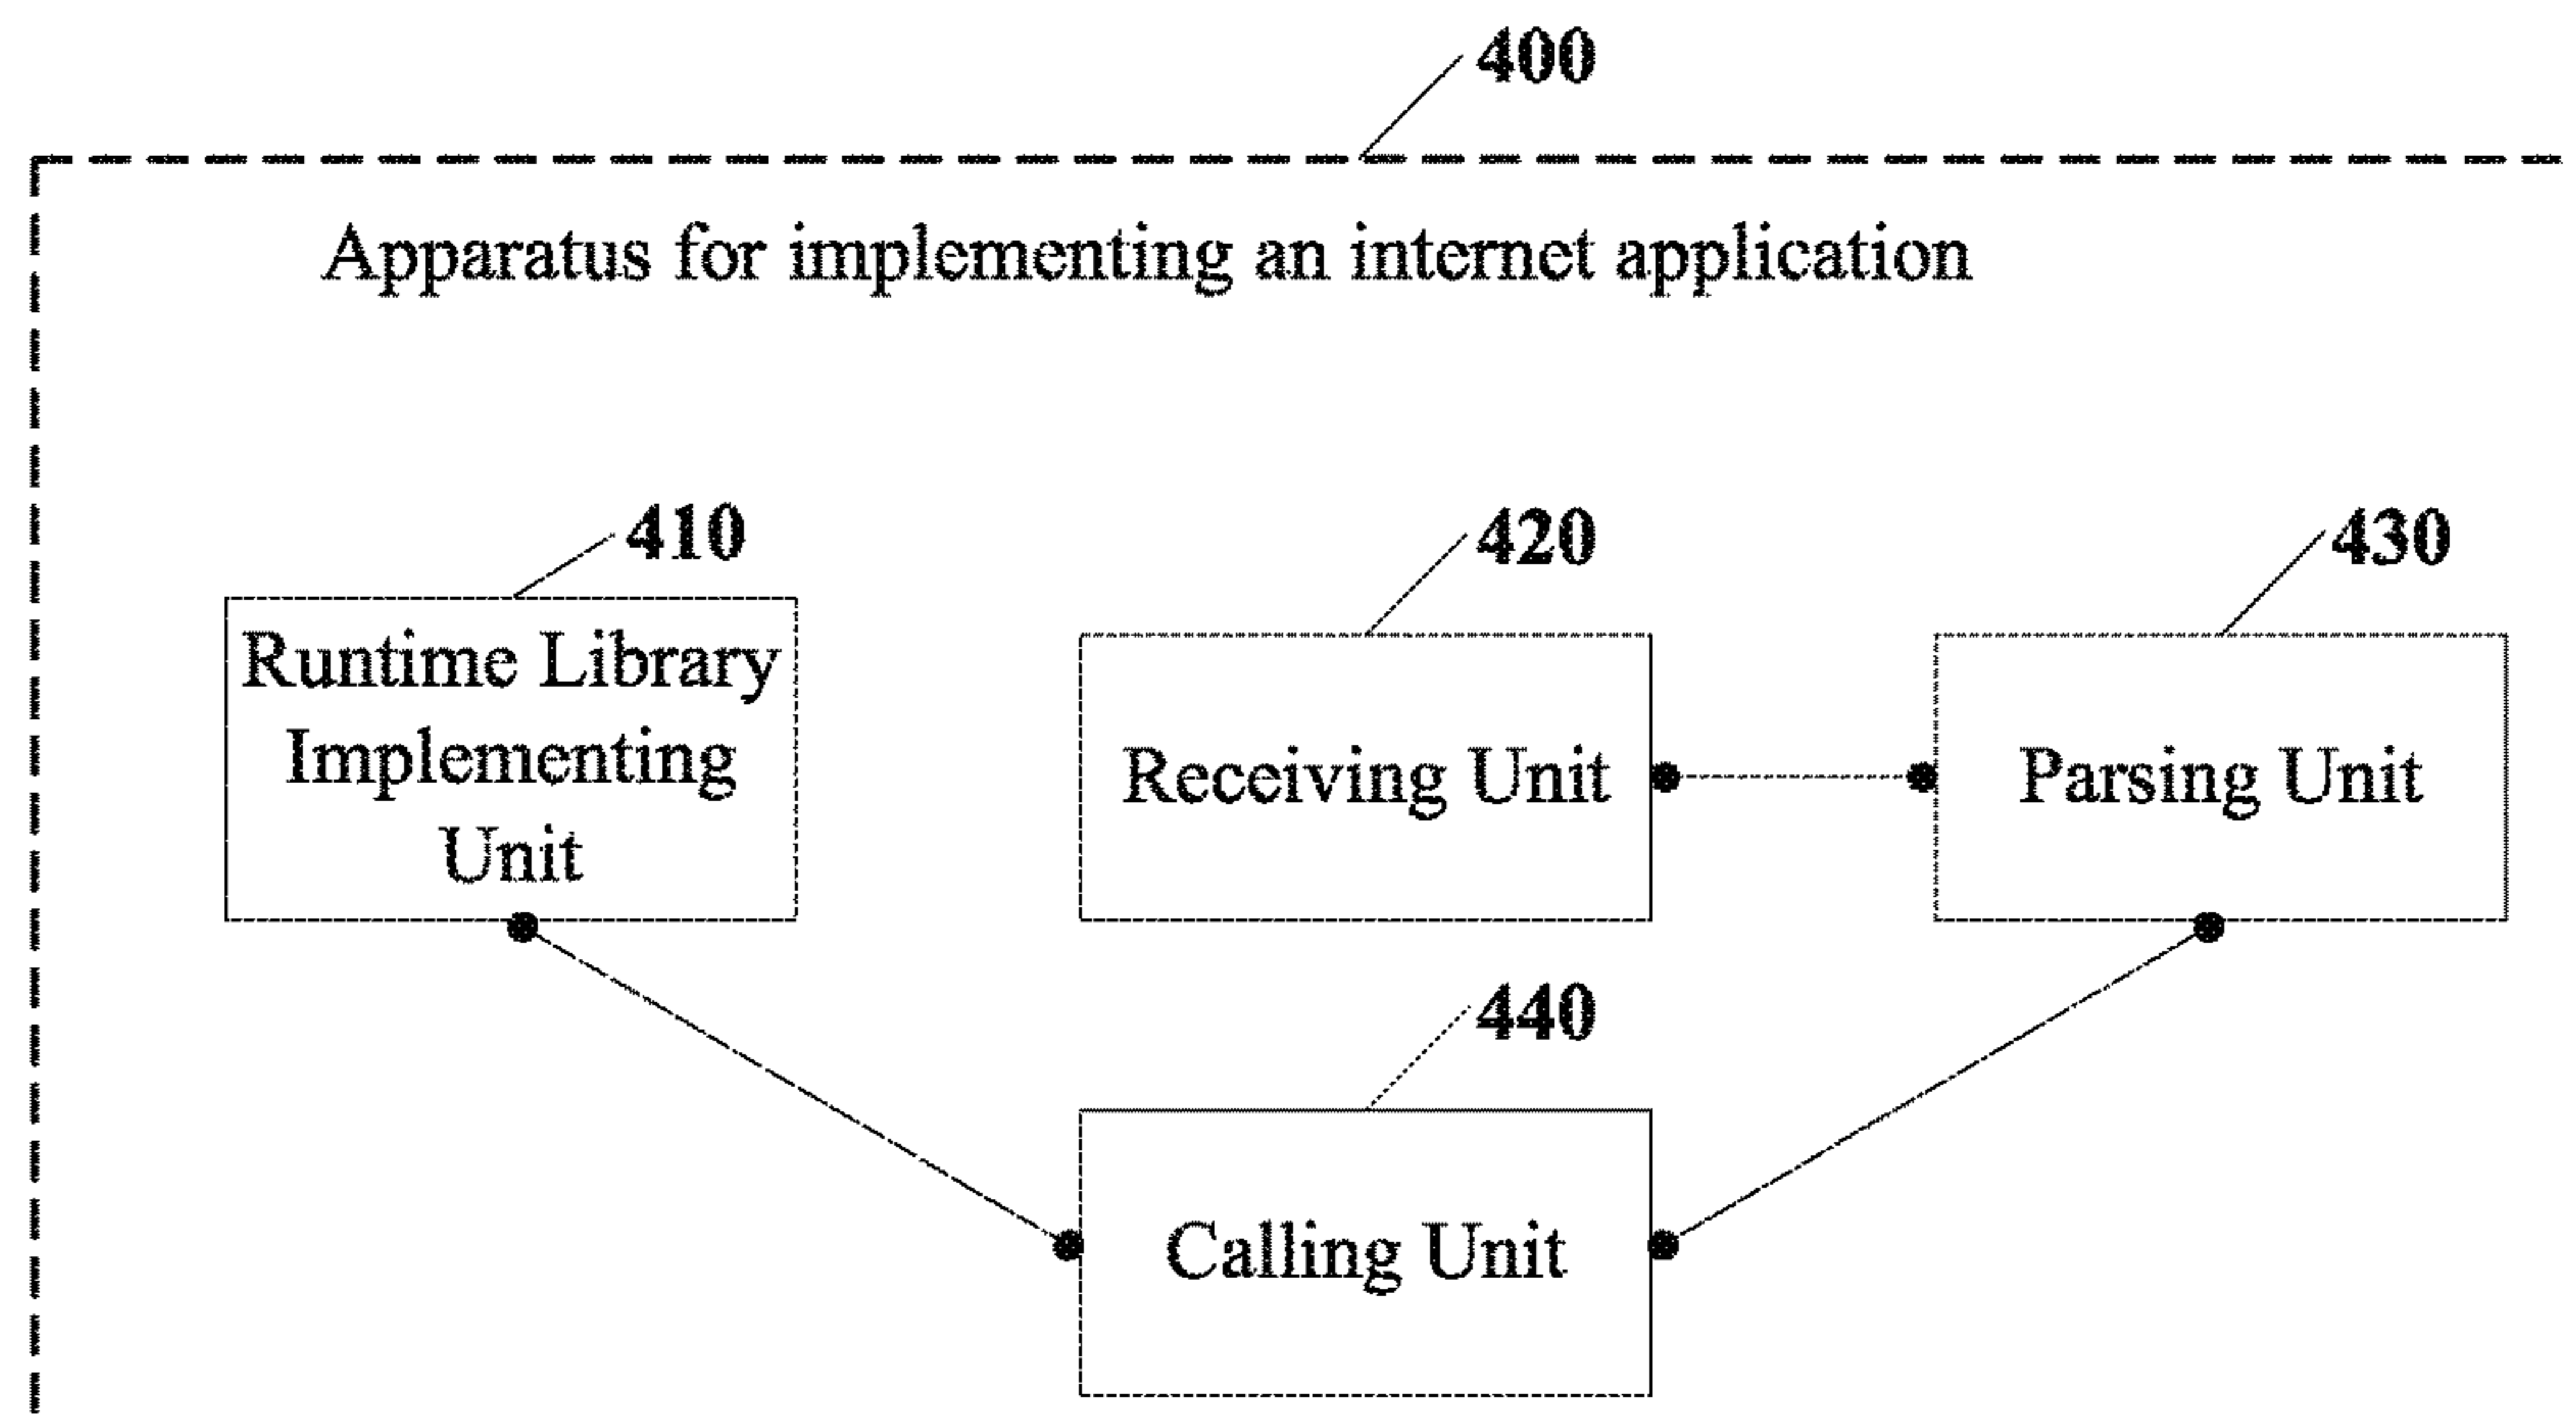 400
Apparatus for implementing an internet application
410
420
430
Runtime Library
Implementing
Unit
Receiving Unit
Parsing Unit
440
Calling Unit